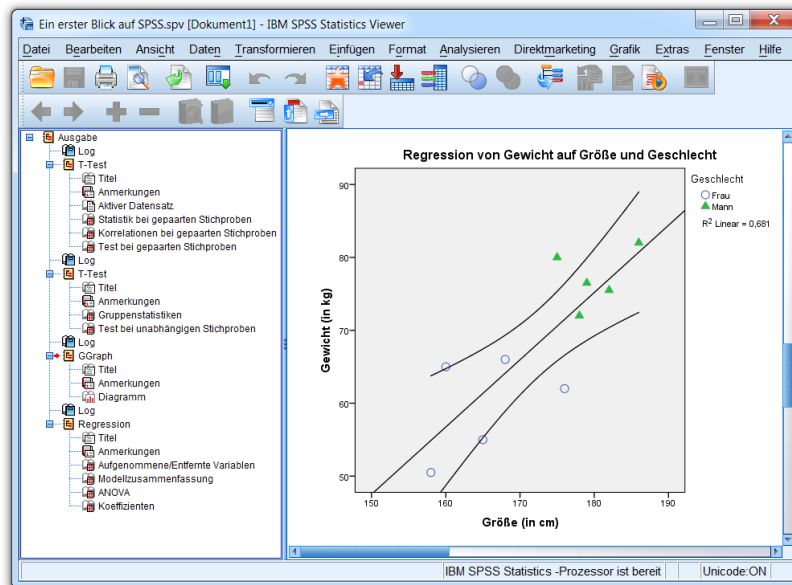 Ein erster Blick auf SPSS.spv [Dokument1] - IBM SPSS Statistics Viewer
Datei Bearbeiten Ansicht Daten Transformieren Einfügen Format Analysieren Direktmarketing Grafik Extras Fenster Hilfe
Ausgabe
Log
T-Test
Titel
Anmerkungen
Aktiver Datensatz
Statistik bei gepaarten Stichproben
Korrelationen bei gepaarten Stichproben
Test bei gepaarten Stichproben
Log
T-Test
Titel
Anmerkungen
Gruppenstatistiken
Test bei unabhängigen Stichproben
Log
GGraph
Titel
Anmerkungen
Diagramm
Log
Regression
Titel
Anmerkungen
Aufgenommene/Entfernte Variablen
Modellzusammenfassung
ANOVA
Koeffizienten
Regression von Gewicht auf Größe und Geschlecht
Geschlecht
Frau
Mann
R² Linear = 0,681
Gewicht (in kg)
90
80
70
60
50
150 160 170 180 190
Größe (in cm)
IBM SPSS Statistics -Prozessor ist bereit Unicode:ON